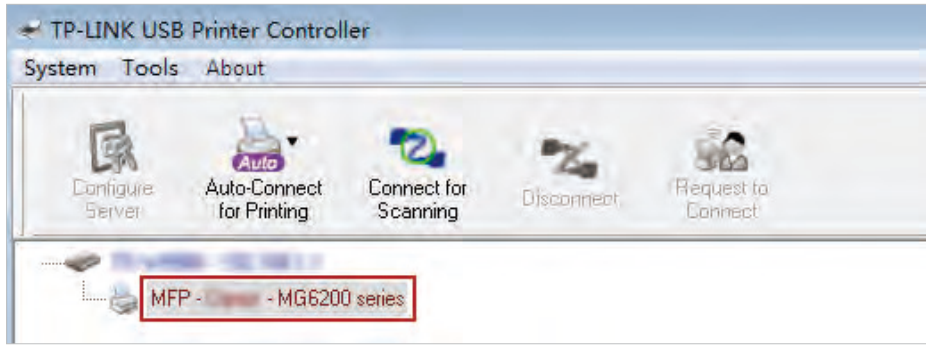 TP-LINK USB Printer Controller
System Tools About
Auto
Configure Server
Auto-Connect for Printing
Connect for Scanning
Disconnect
Request to Connect
MFP - - MG6200 series